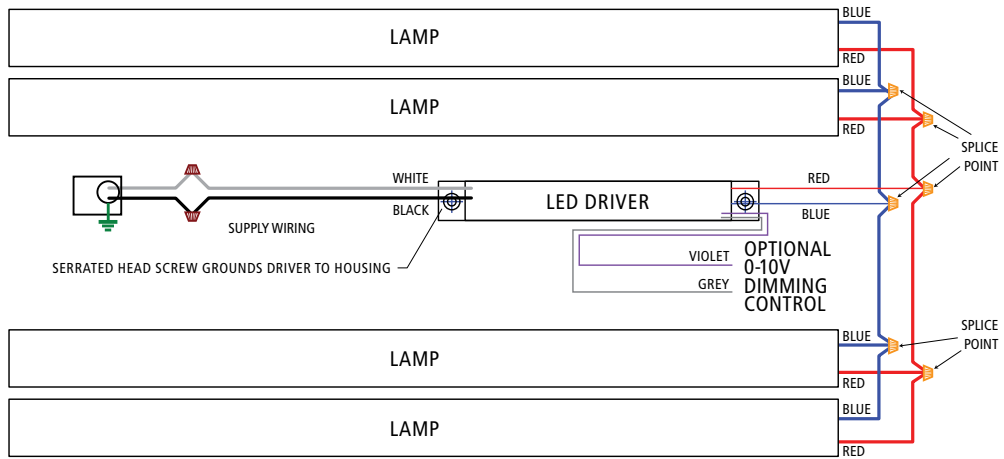 BLUE
LAMP
RED
BLUE
LAMP
RED
SPLICE
POINT
WHITE
RED
LED DRIVER
BLACK
BLUE
SUPPLY WIRING
OPTIONAL
VIOLET
0-10V
SERRATED HEAD SCREW GROUNDS DRIVER TO HOUSING
GREY
DIMMING
CONTROL
SPLICE
POINT
BLUE
LAMP
RED
BLUE
LAMP
RED